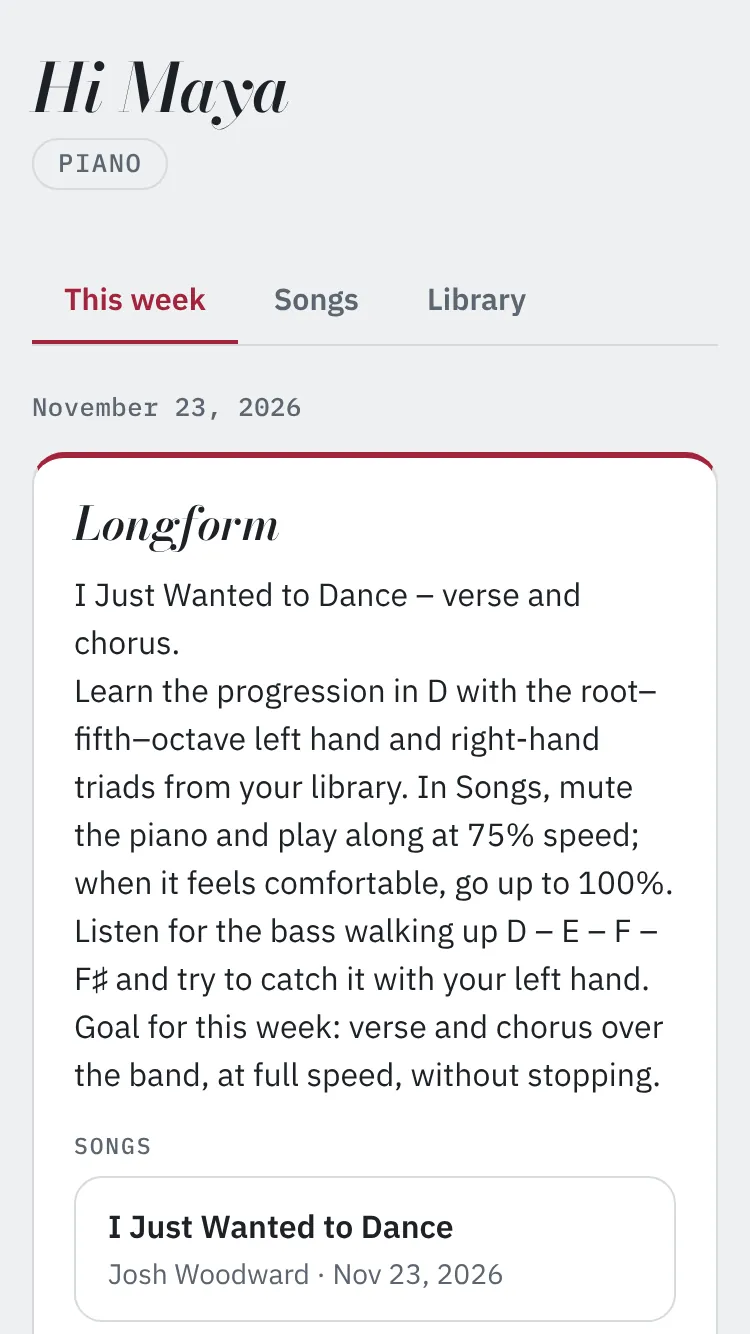 Hi Maya
PIANO
This week Songs Library
November 23, 2026
Longform
I Just Wanted to Dance – verse and
chorus.
Learn the progression in D with the root–
fifth–octave left hand and right-hand
triads from your library. In Songs, mute
the piano and play along at 75% speed;
when it feels comfortable, go up to 100%.
Listen for the bass walking up D – E – F –
F♯ and try to catch it with your left hand.
Goal for this week: verse and chorus over
the band, at full speed, without stopping.
SONGS
I Just Wanted to Dance
Josh Woodward · Nov 23, 2026